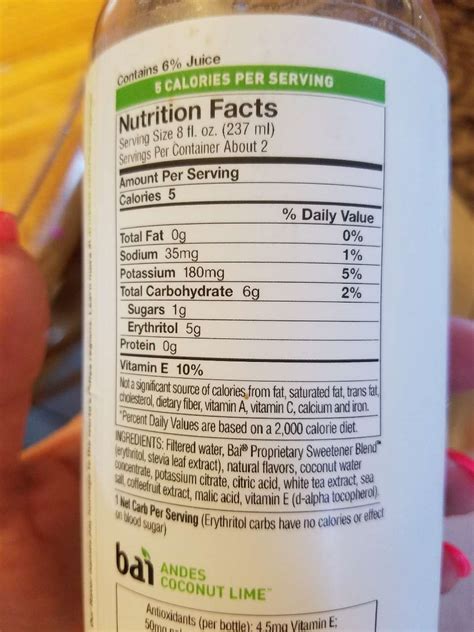 Contains 6% Juice
5 CALORIES PER SERVING
Nutrition Facts
Serving Size 8 fl. oz. (237 ml)
Servings Per Container About 2
Amount Per Serving
Calories 5
% Daily Value
Total Fat 0g 0%
Sodium 35mg 1%
Potassium 180mg 5%
Total Carbohydrate 6g 2%
Sugars 1g
Erythritol 5g
Protein 0g
Vitamin E 10%
Not a significant source of calories from fat, saturated fat, trans fat,
cholesterol, dietary fiber, vitamin A, vitamin C, calcium and iron.
*Percent Daily Values are based on a 2,000 calorie diet.
INGREDIENTS: Filtered water, Bai® Proprietary Sweetener Blend™
(erythritol, stevia leaf extract), natural flavors, coconut water
concentrate, potassium citrate, citric acid, white tea extract, sea
salt, coffeefruit extract, malic acid, vitamin E (d-alpha tocopherol).
1 Net Carb Per Serving (Erythritol carbs have no calories or effect
on blood sugar)
bai ANDES
COCONUT LIME™
Antioxidants (per bottle): 4.5mg Vitamin E;
50mg